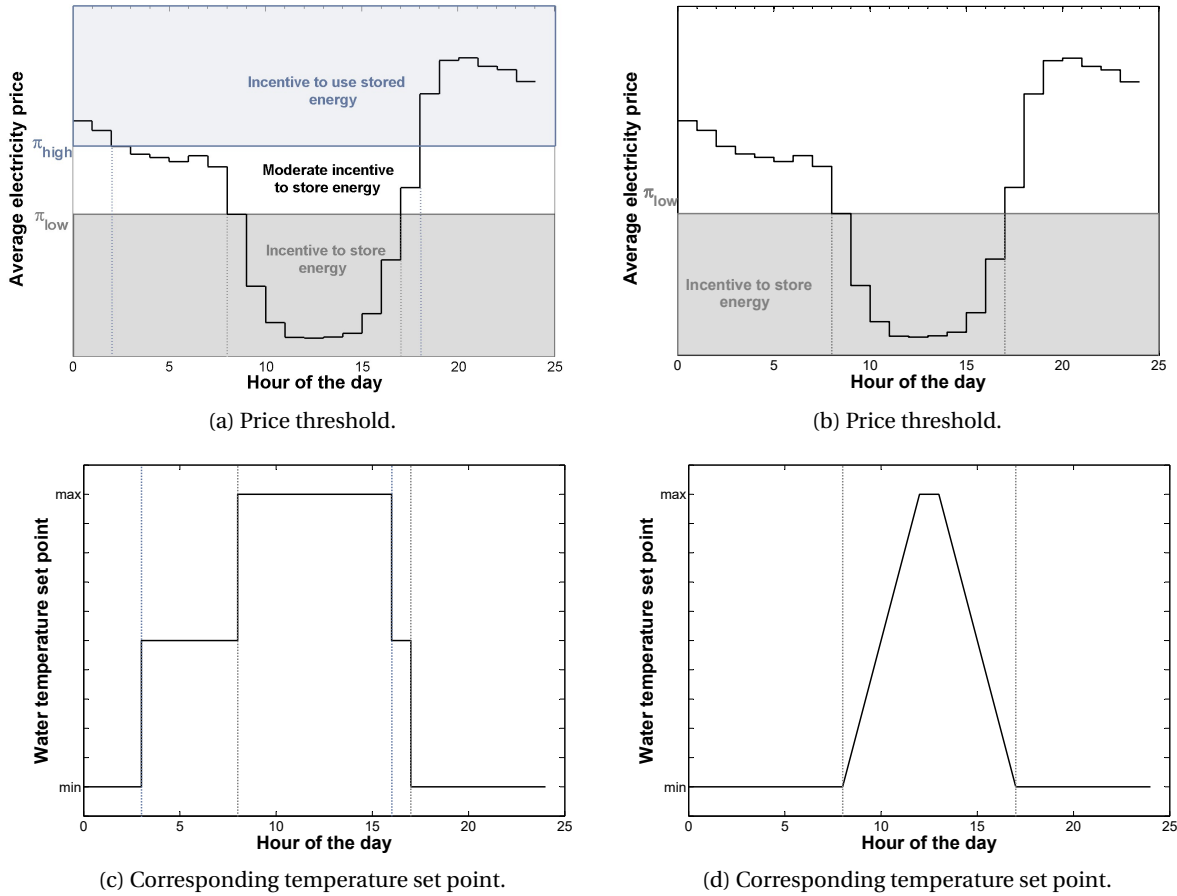 Average electricity price
π high
π low
Incentive to use stored
energy
Moderate incentive
to store energy
Incentive to store
energy
0 5 10 15 20 25
Hour of the day
(a) Price threshold.
Average electricity price
π low
Incentive to store
energy
0 5 10 15 20 25
Hour of the day
(b) Price threshold.
Water temperature set point
max
min
0 5 10 15 20 25
Hour of the day
(c) Corresponding temperature set point.
Water temperature set point
max
min
0 5 10 15 20 25
Hour of the day
(d) Corresponding temperature set point.